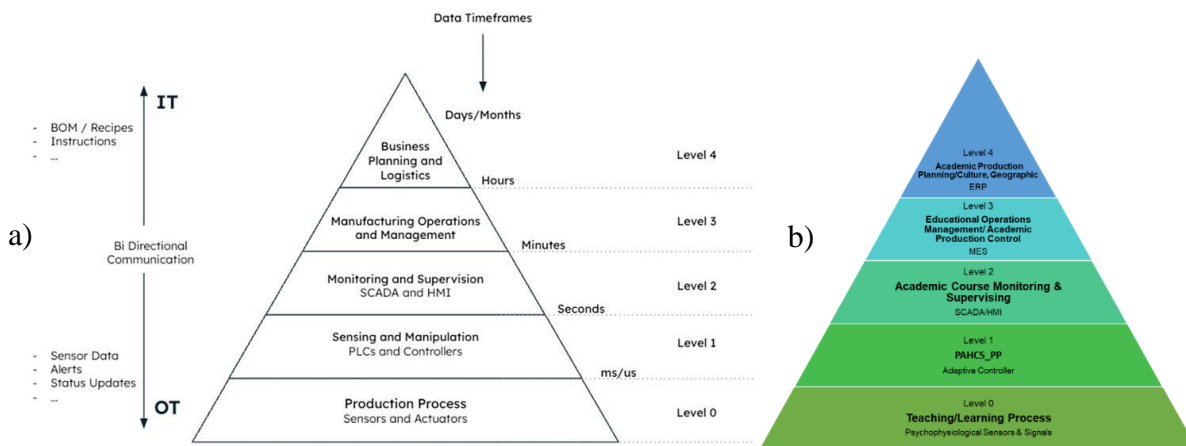 Data Timeframes
IT
- BOM / Recipes
- Instructions
- ...
Bi Directional
Communication
- Sensor Data
- Alerts
- Status Updates
- ...
OT
a)
Days/Months
Business
Planning and
Logistics
Hours
Level 4
Manufacturing Operations
and Management
Minutes
Level 3
Monitoring and Supervision
SCADA and HMI
Seconds
Level 2
Sensing and Manipulation
PLCs and Controllers
ms/us
Level 1
Production Process
Sensors and Actuators
Level 0
b)
Level 4
Academic Production
Planning/Culture, Geographic
ERP
Level 3
Educational Operations
Management/ Academic
Production Control
MES
Level 2
Academic Course Monitoring &
Supervising
SCADA/HMI
Level 1
PAHCS_PP
Adaptive Controller
Level 0
Teaching/Learning Process
Psychophysiological Sensors & Signals